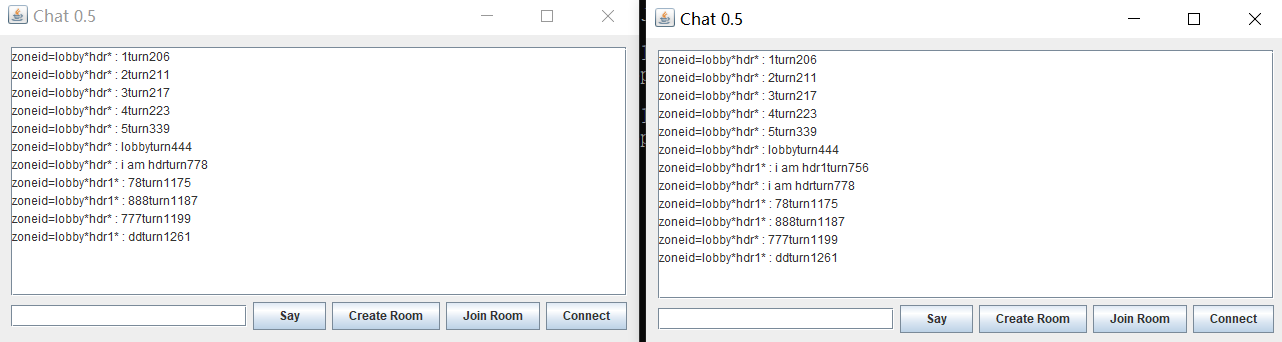 Chat 0.5
zoneid=lobby*hdr* : 1turn206
zoneid=lobby*hdr* : 2turn211
zoneid=lobby*hdr* : 3turn217
zoneid=lobby*hdr* : 4turn223
zoneid=lobby*hdr* : 5turn339
zoneid=lobby*hdr* : lobbyturn444
zoneid=lobby*hdr* : i am hdrturn778
zoneid=lobby*hdr1* : 78turn1175
zoneid=lobby*hdr1* : 888turn1187
zoneid=lobby*hdr* : 777turn1199
zoneid=lobby*hdr1* : ddturn1261
Say Create Room Join Room Connect
Chat 0.5
zoneid=lobby*hdr* : 1turn206
zoneid=lobby*hdr* : 2turn211
zoneid=lobby*hdr* : 3turn217
zoneid=lobby*hdr* : 4turn223
zoneid=lobby*hdr* : 5turn339
zoneid=lobby*hdr* : lobbyturn444
zoneid=lobby*hdr1* : i am hdr1turn756
zoneid=lobby*hdr* : i am hdrturn778
zoneid=lobby*hdr1* : 78turn1175
zoneid=lobby*hdr1* : 888turn1187
zoneid=lobby*hdr* : 777turn1199
zoneid=lobby*hdr1* : ddturn1261
Say Create Room Join Room Connect